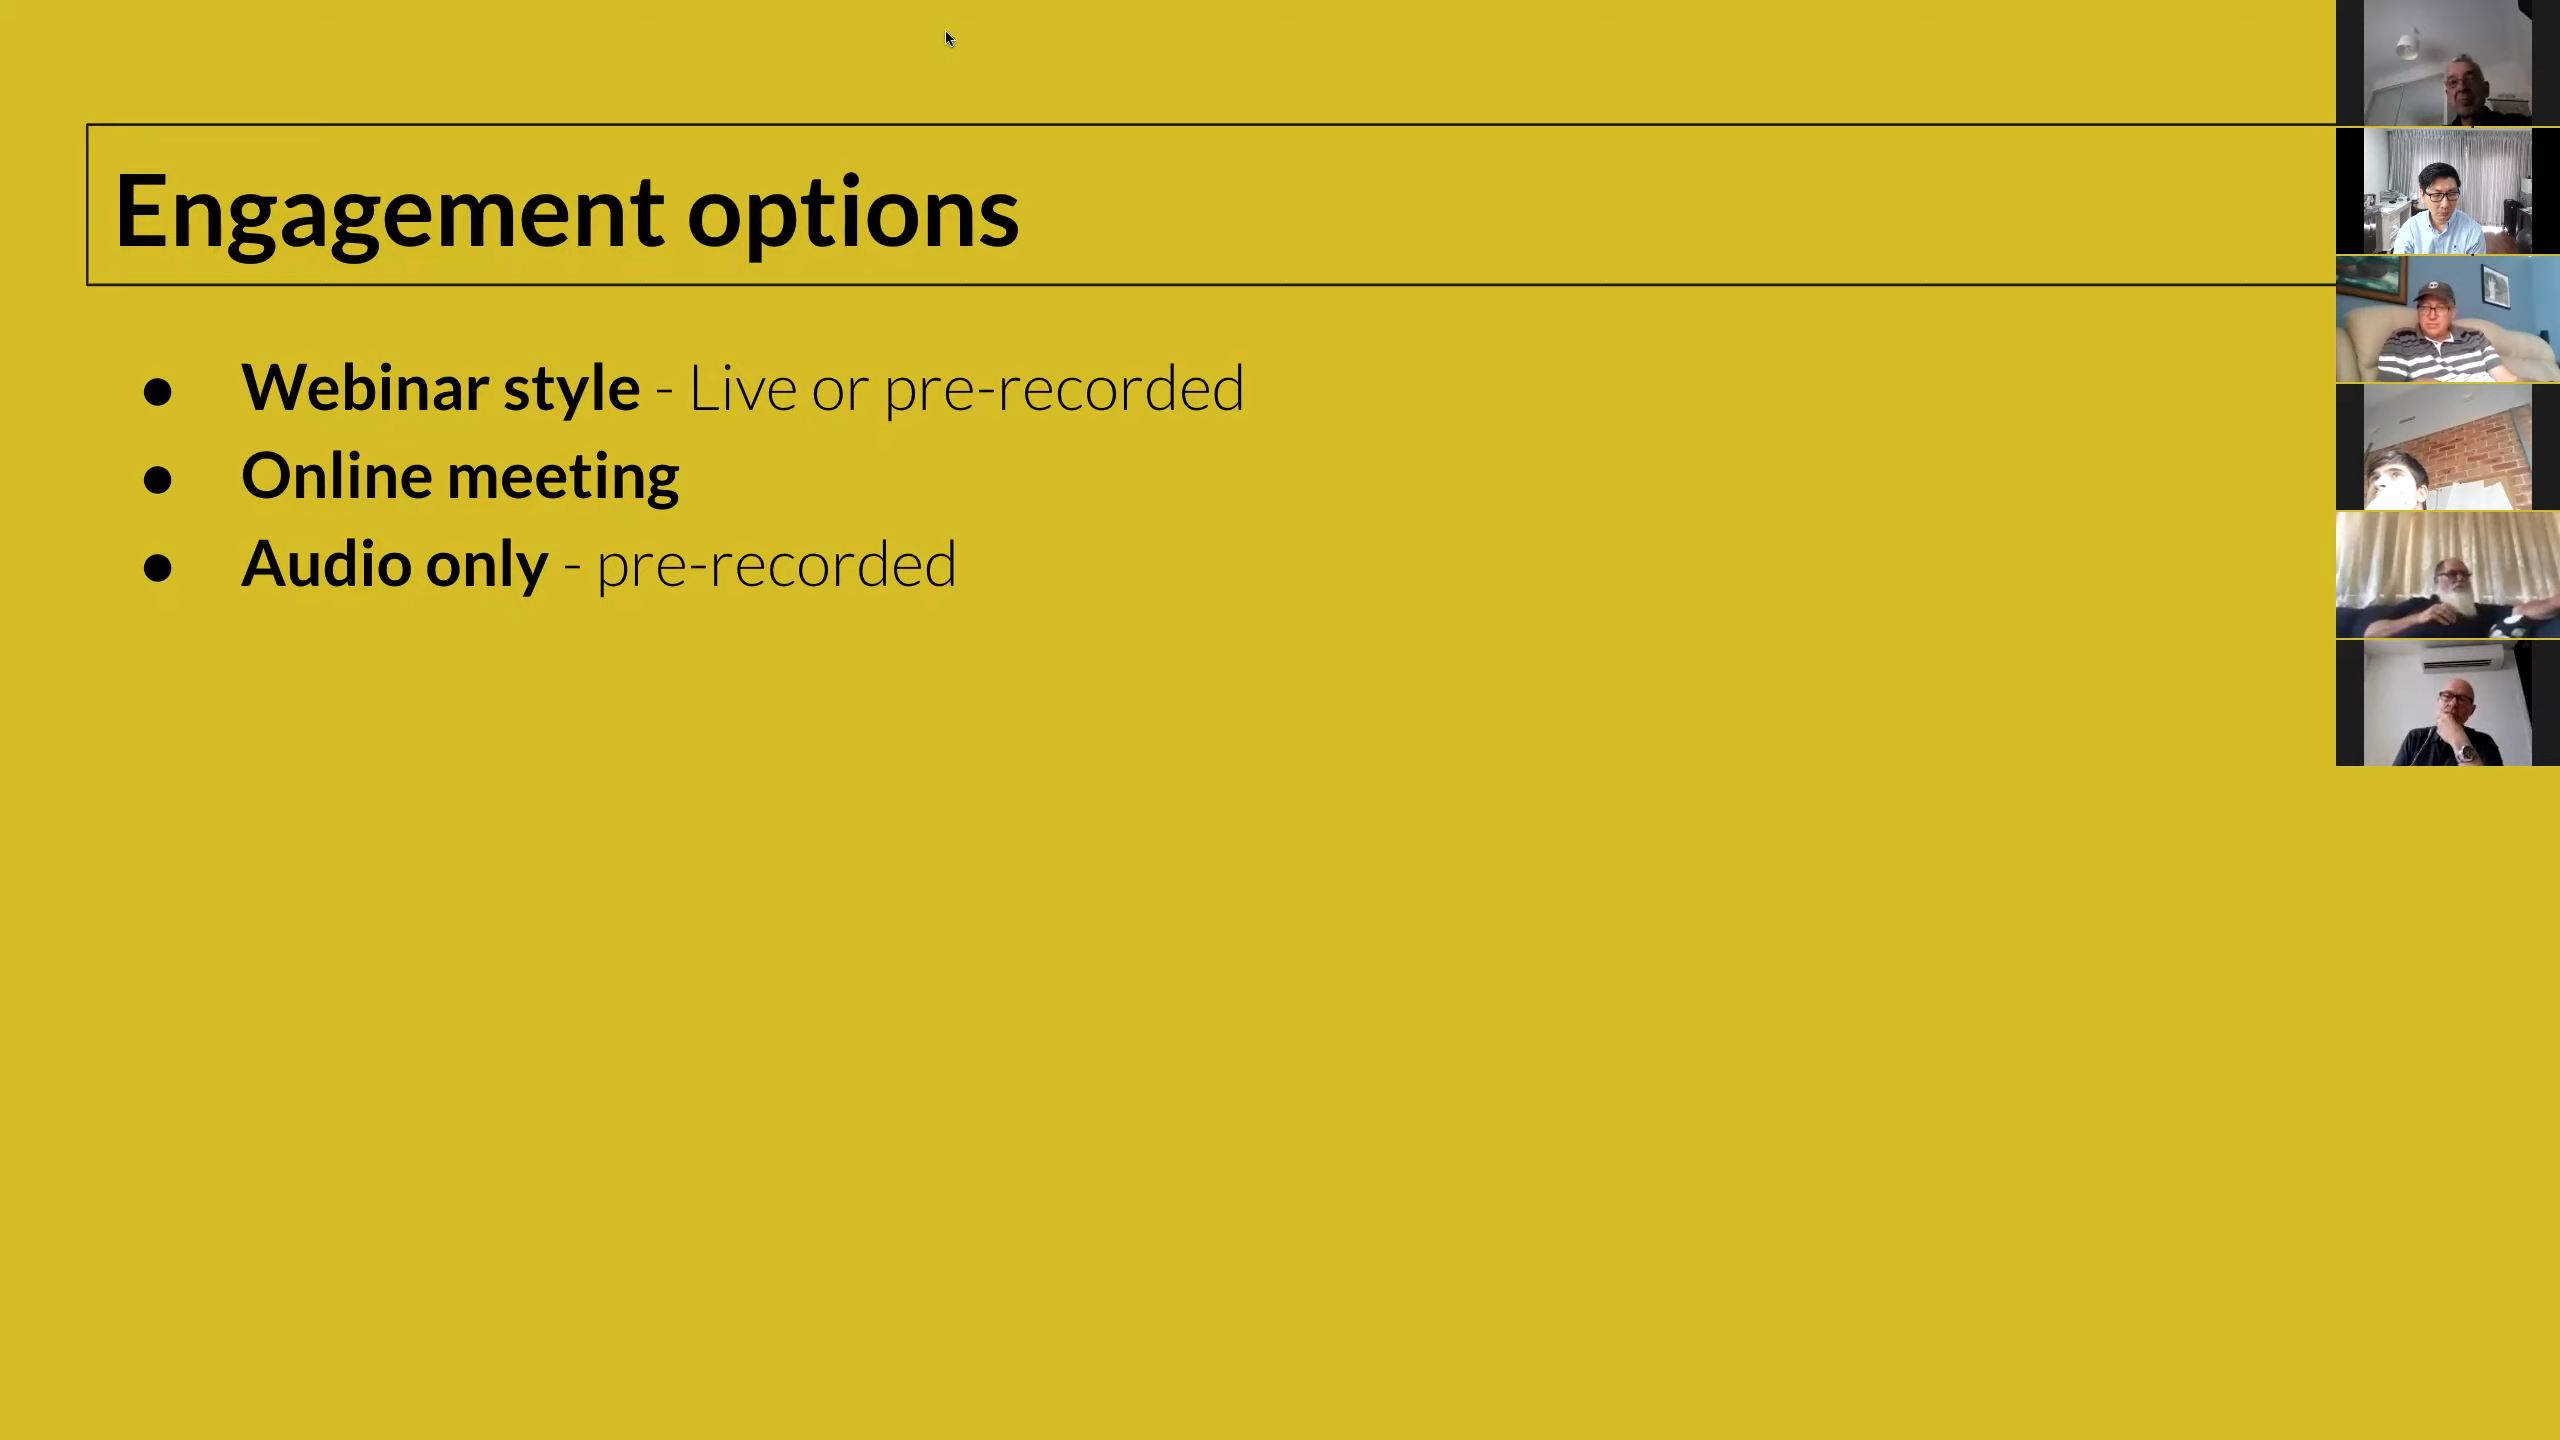 Engagement options
● Webinar style - Live or pre-recorded
● Online meeting
● Audio only - pre-recorded